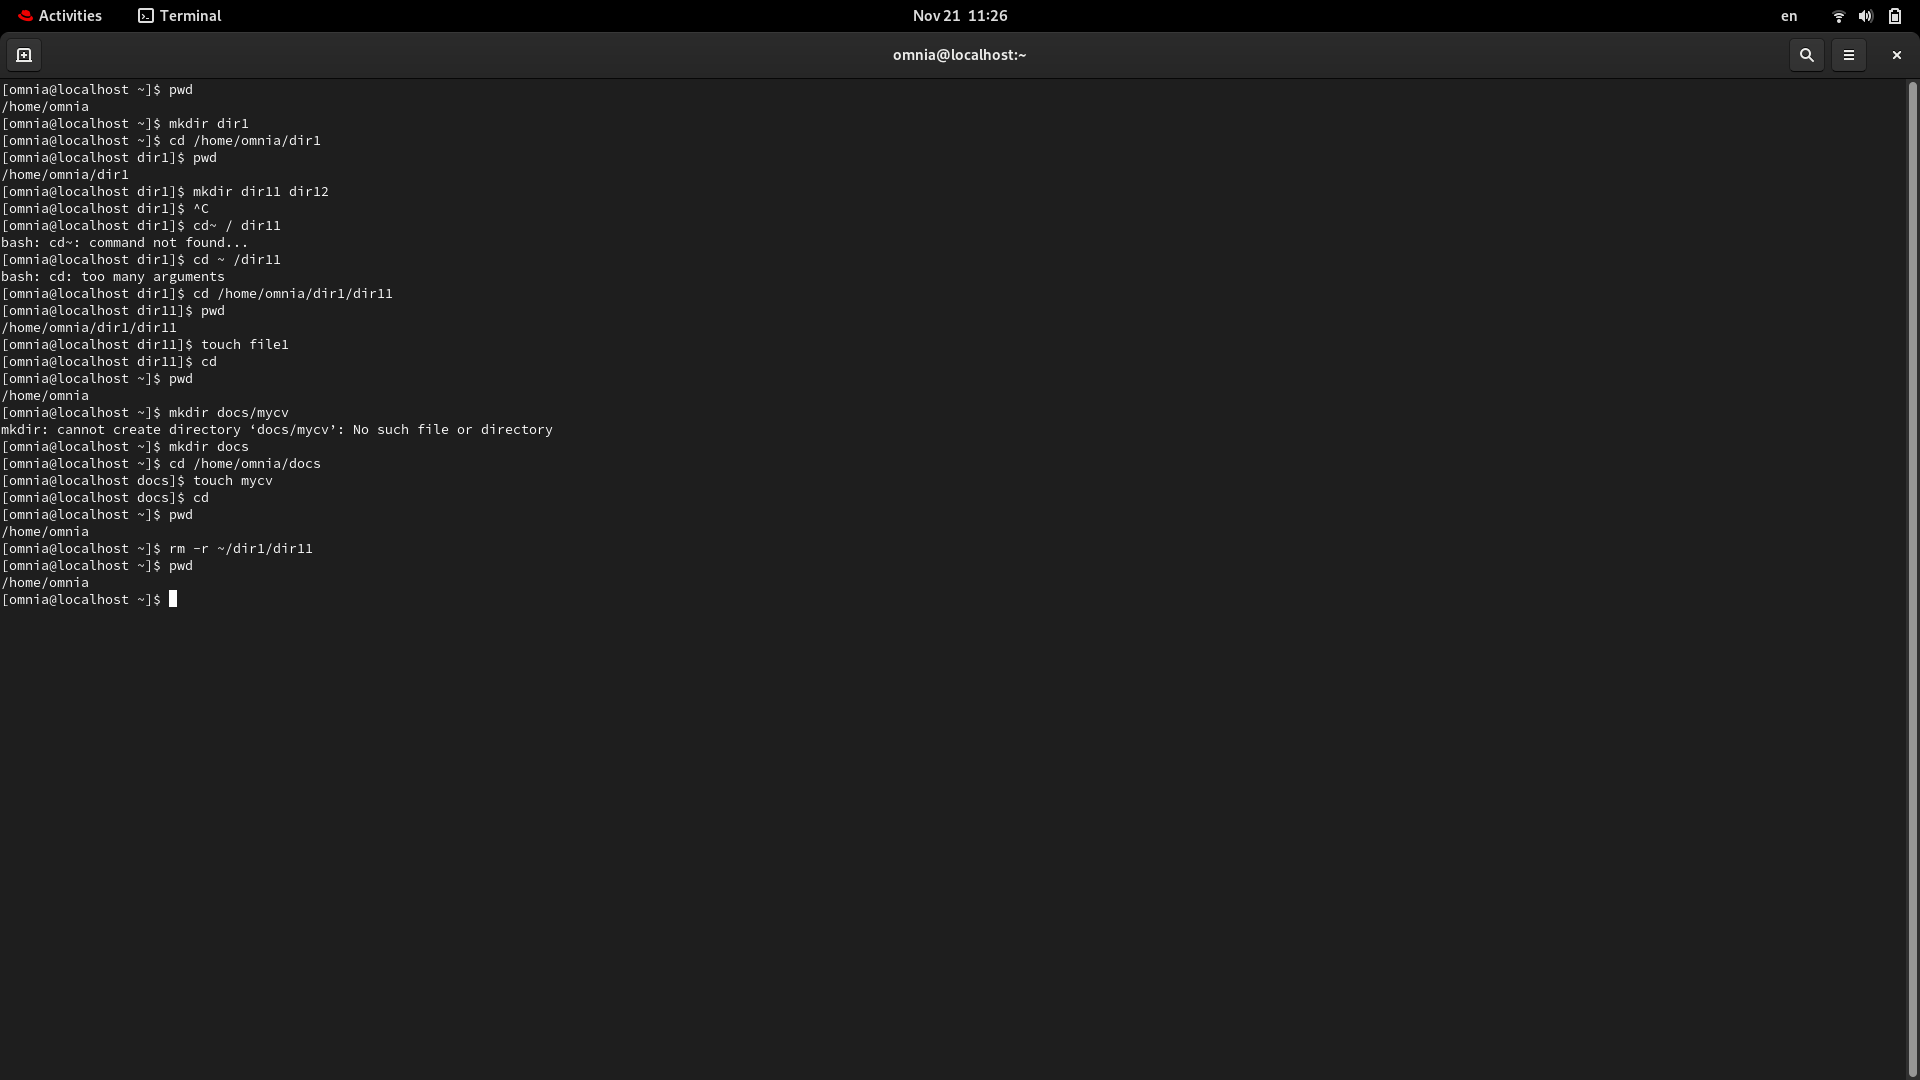 Activities Terminal Nov 21 11:26 en
omnia@localhost:~
[omnia@localhost ~]$ pwd
/home/omnia
[omnia@localhost ~]$ mkdir dir1
[omnia@localhost ~]$ cd /home/omnia/dir1
[omnia@localhost dir1]$ pwd
/home/omnia/dir1
[omnia@localhost dir1]$ mkdir dir11 dir12
[omnia@localhost dir1]$ ^C
[omnia@localhost dir1]$ cd~ / dir11
bash: cd~: command not found...
[omnia@localhost dir1]$ cd ~ /dir11
bash: cd: too many arguments
[omnia@localhost dir1]$ cd /home/omnia/dir1/dir11
[omnia@localhost dir11]$ pwd
/home/omnia/dir1/dir11
[omnia@localhost dir11]$ touch file1
[omnia@localhost dir11]$ cd
[omnia@localhost ~]$ pwd
/home/omnia
[omnia@localhost ~]$ mkdir docs/mycv
mkdir: cannot create directory ‘docs/mycv’: No such file or directory
[omnia@localhost ~]$ mkdir docs
[omnia@localhost ~]$ cd /home/omnia/docs
[omnia@localhost docs]$ touch mycv
[omnia@localhost docs]$ cd
[omnia@localhost ~]$ pwd
/home/omnia
[omnia@localhost ~]$ rm -r ~/dir1/dir11
[omnia@localhost ~]$ pwd
/home/omnia
[omnia@localhost ~]$